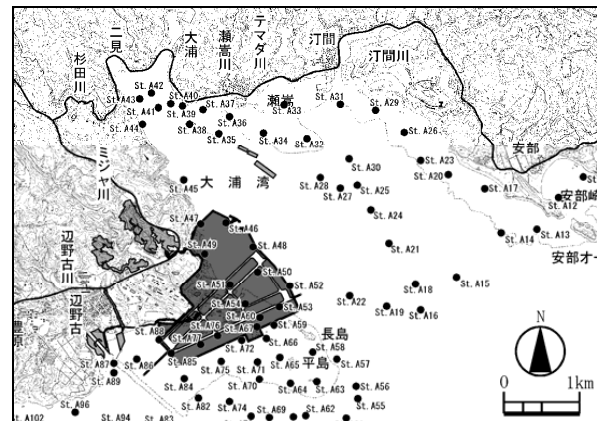 杉田川
二見
大浦
瀬嵩川
テマダ川
汀間
汀間川
瀬嵩
安部
St. A42
St. A43
St. A40
St. A41
St. A39
St. A37
St. A36
St. A33
St. A31
St. A29
St. A44
St. A38
St. A35
St. A34
St. A32
St. A26
St. A30
St. A23
St. A20
St. A17
St. A12
安部崎
ミジャ川
St. A45
大浦湾
St. A28
St. A27
St. A25
St. A24
St. A47
St. A46
St. A21
St. A14
St. A13
安部オー
St. A49
St. A48
辺野古川
St. A50
St. A51
St. A52
St. A18
St. A15
辺野古
St. A54
St. A53
St. A22
St. A19
St. A16
豊原
St. A60
St. A59
St. A88
St. A76
St. A67
St. A77
St. A72
St. A66
長島
St. A58
St. A85
St. A87
St. A86
St. A75
St. A71
St. A65
平島
St. A57
St. A89
St. A84
St. A70
St. A64
St. A63
St. A56
St. A82
St. A74
St. A55
St. A96
St. A102
St. A94
St. A83
St. A69
St. A62
N
0
1km